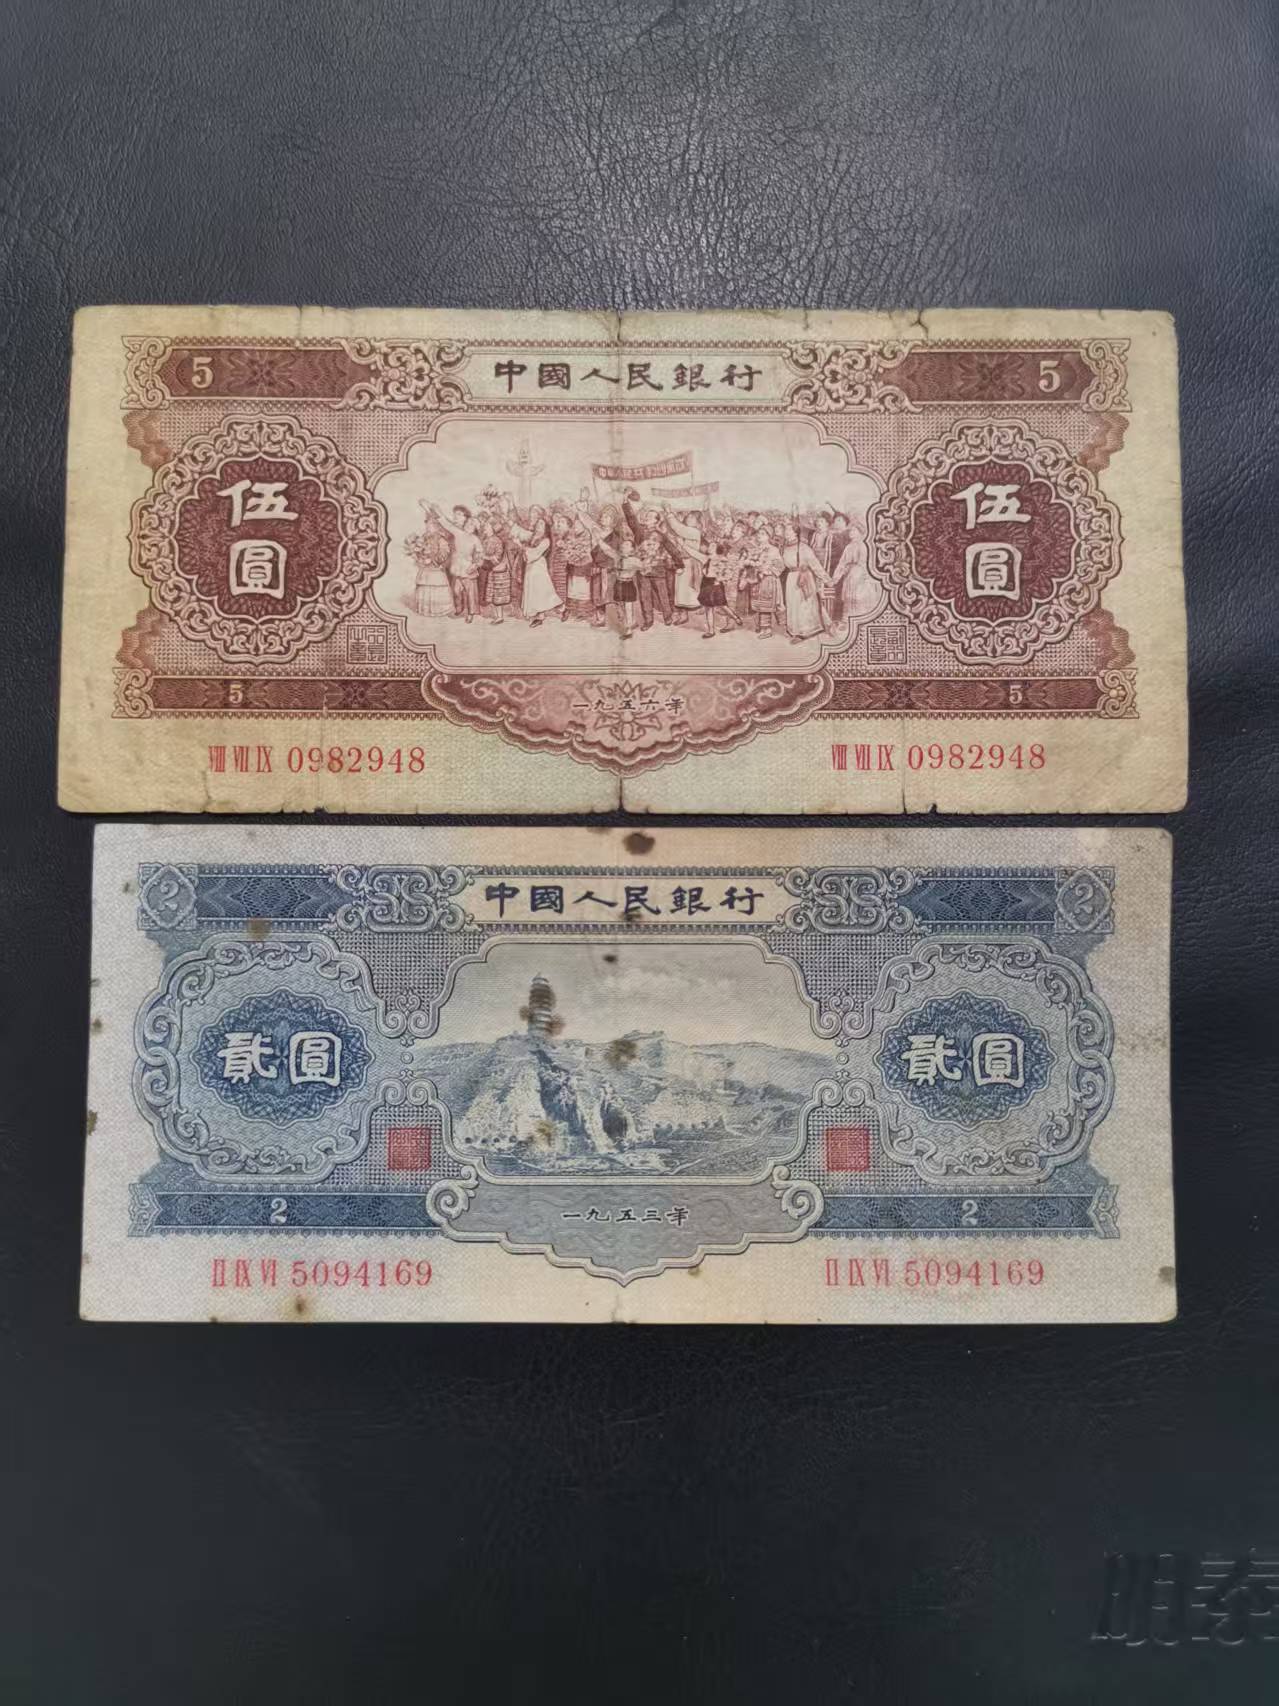 5 中國人民銀行 5
伍圓 伍圓
一九五六年
5 5
VIII VII IX 0982948 VIII VII IX 0982948
2 中國人民銀行 2
貳圓 貳圓
一九五三年
2 2
II IX VI 5094169 II IX VI 5094169
明泰